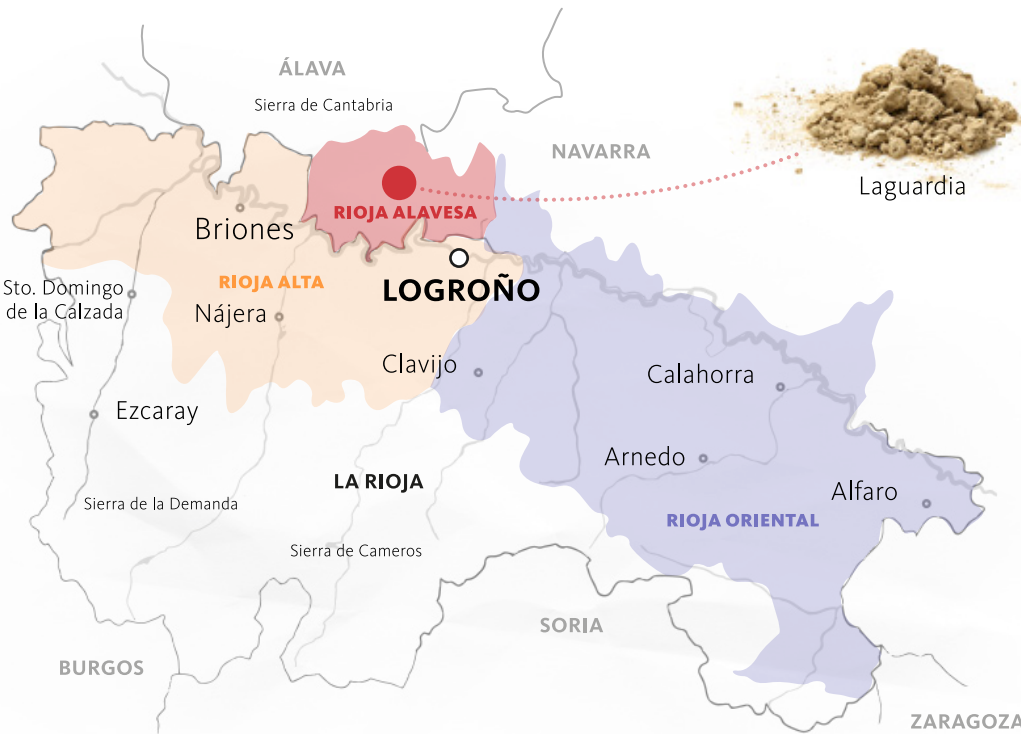 ÁLAVA
Sierra de Cantabria
NAVARRA
Laguardia
RIOJA ALAVESA
Briones
RIOJA ALTA
LOGROÑO
Sto. Domingo
de la Calzada
Nájera
Clavijo
Calahorra
Ezcaray
Arnedo
LA RIOJA
Alfaro
Sierra de la Demanda
RIOJA ORIENTAL
Sierra de Cameros
SORIA
BURGOS
ZARAGOZA